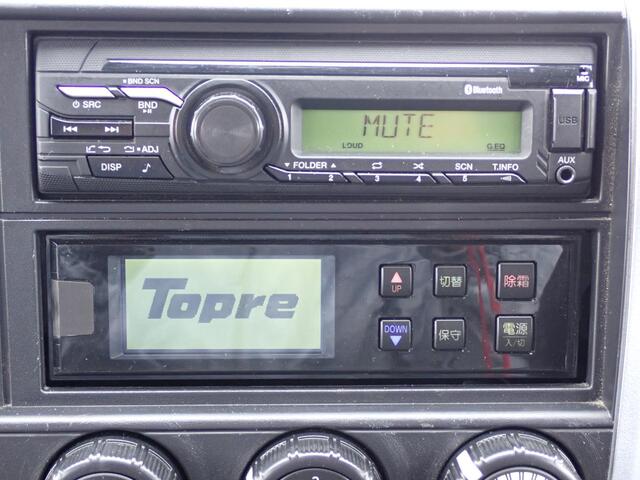 BND SCN
Bluetooth
MIC
SRC
BND
MUTE
LOUD
G.EQ
USB
ADJ
DISP
FOLDER
SCN
T.INFO
AUX
1 2 3 4 5
Topre
UP
切替
除霜
DOWN
保守
電源
入/切